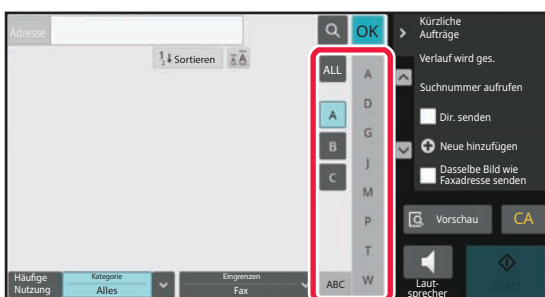 Adresse
OK
Sortieren
ALL
A
B
C
ABC
A
D
G
J
M
P
T
W
Häufige
Nutzung
Kategorie
Alles
Eingrenzen
Fax
Kürzliche
Aufträge
Verlauf wird ges.
Suchnummer aufrufen
Dir. senden
Neue hinzufügen
Dasselbe Bild wie
Faxadresse senden
Vorschau
CA
Laut-
sprecher
Start